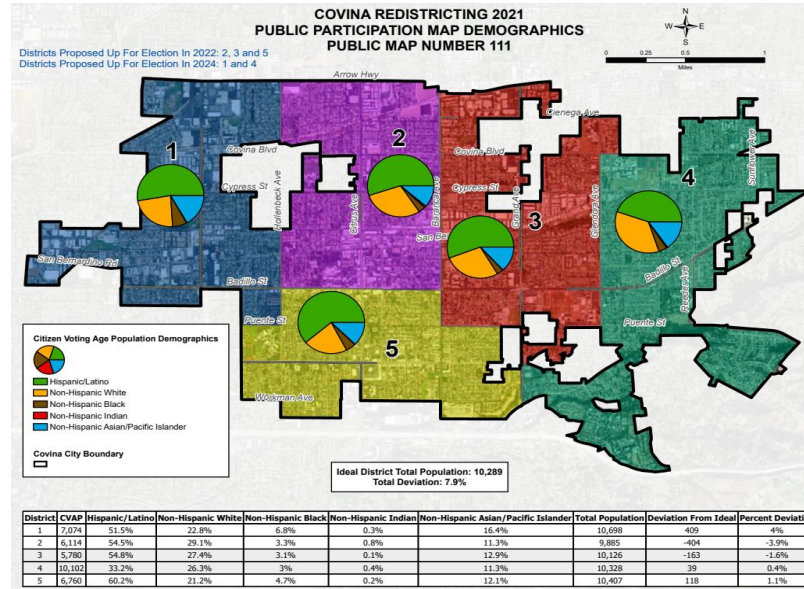 COVINA REDISTRICTING 2021
PUBLIC PARTICIPATION MAP DEMOGRAPHICS
PUBLIC MAP NUMBER 111
Districts Proposed Up For Election In 2022: 2, 3 and 5
Districts Proposed Up For Election In 2024: 1 and 4
N
W E
S
0 0.25 0.5 1
Miles
Arrow Hwy
Cienega Ave
1
2
3
4
5
Covina Blvd
Covina Blvd
Cypress St
Cypress St
Hollenbeck Ave
Citrus Ave
Barranca Ave
Grand Ave
Glendora Ave
Sunflower Ave
San Bernardino Rd
San Be
Badillo St
Badillo St
Reeder Ave
Puente St
Puente St
Workman Ave
Citizen Voting Age Population Demographics
Hispanic/Latino
Non-Hispanic White
Non-Hispanic Black
Non-Hispanic Indian
Non-Hispanic Asian/Pacific Islander
Covina City Boundary
Ideal District Total Population: 10,289
Total Deviation: 7.9%
District CVAP Hispanic/Latino Non-Hispanic White Non-Hispanic Black Non-Hispanic Indian Non-Hispanic Asian/Pacific Islander Total Population Deviation From Ideal Percent Deviati
1 7,074 51.5% 22.8% 6.8% 0.3% 16.4% 10,698 409 4%
2 6,114 54.5% 29.1% 3.3% 0.8% 11.3% 9,885 -404 -3.9%
3 5,780 54.8% 27.4% 3.1% 0.1% 12.9% 10,126 -163 -1.6%
4 10,102 33.2% 26.3% 3% 0.4% 11.3% 10,328 39 0.4%
5 6,760 60.2% 21.2% 4.7% 0.2% 12.1% 10,407 118 1.1%